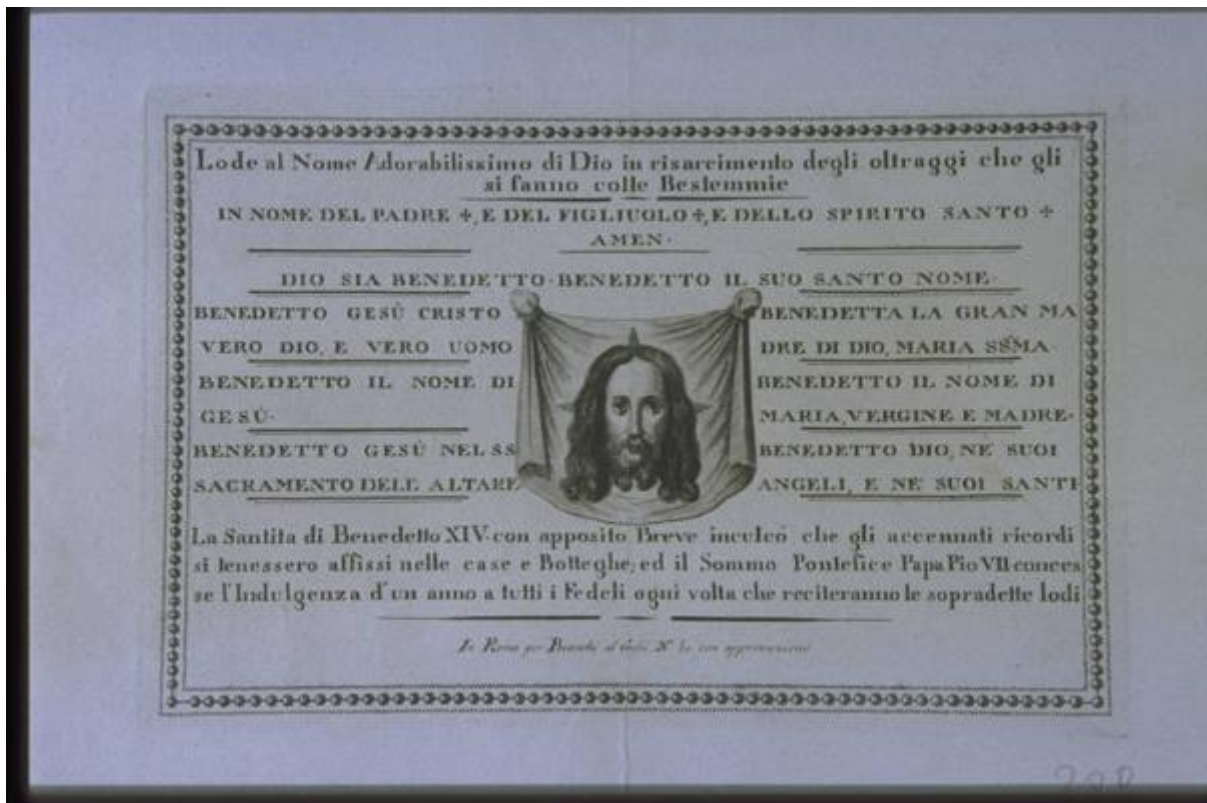 Lode al Nome Adorabilissimo di Dio in risarcimento degli oltraggi che gli
si fanno colle Bestemmie
IN NOME DEL PADRE ✝, E DEL FIGLIUOLO ✝, E DELLO SPIRITO SANTO ✝
AMEN·
DIO SIA BENEDETTO·BENEDETTO IL SUO SANTO NOME·
BENEDETTO GESÙ CRISTO
VERO DIO, E VERO UOMO
BENEDETTO IL NOME DI
GESÙ·
BENEDETTO GESÙ NEL SS
SACRAMENTO DELL ALTARE
BENEDETTA LA GRAN MA
DRE DI DIO, MARIA SSMA·
BENEDETTO IL NOME DI
MARIA, VERGINE E MADRE·
BENEDETTO DIO, NE' SUOI
ANGELI, E NE' SUOI SANTI
La Santita di Benedetto XIV·con apposito Breve inculcò che gli accennati ricordi
si tenessero affissi nelle case e Botteghe; ed il Sommo Pontefice Papa Pio VII·conces
se l'Indulgenza d'un anno a tutti i Fedeli ogni volta che reciteranno le sopradette lodi
In Roma per al con approvazione